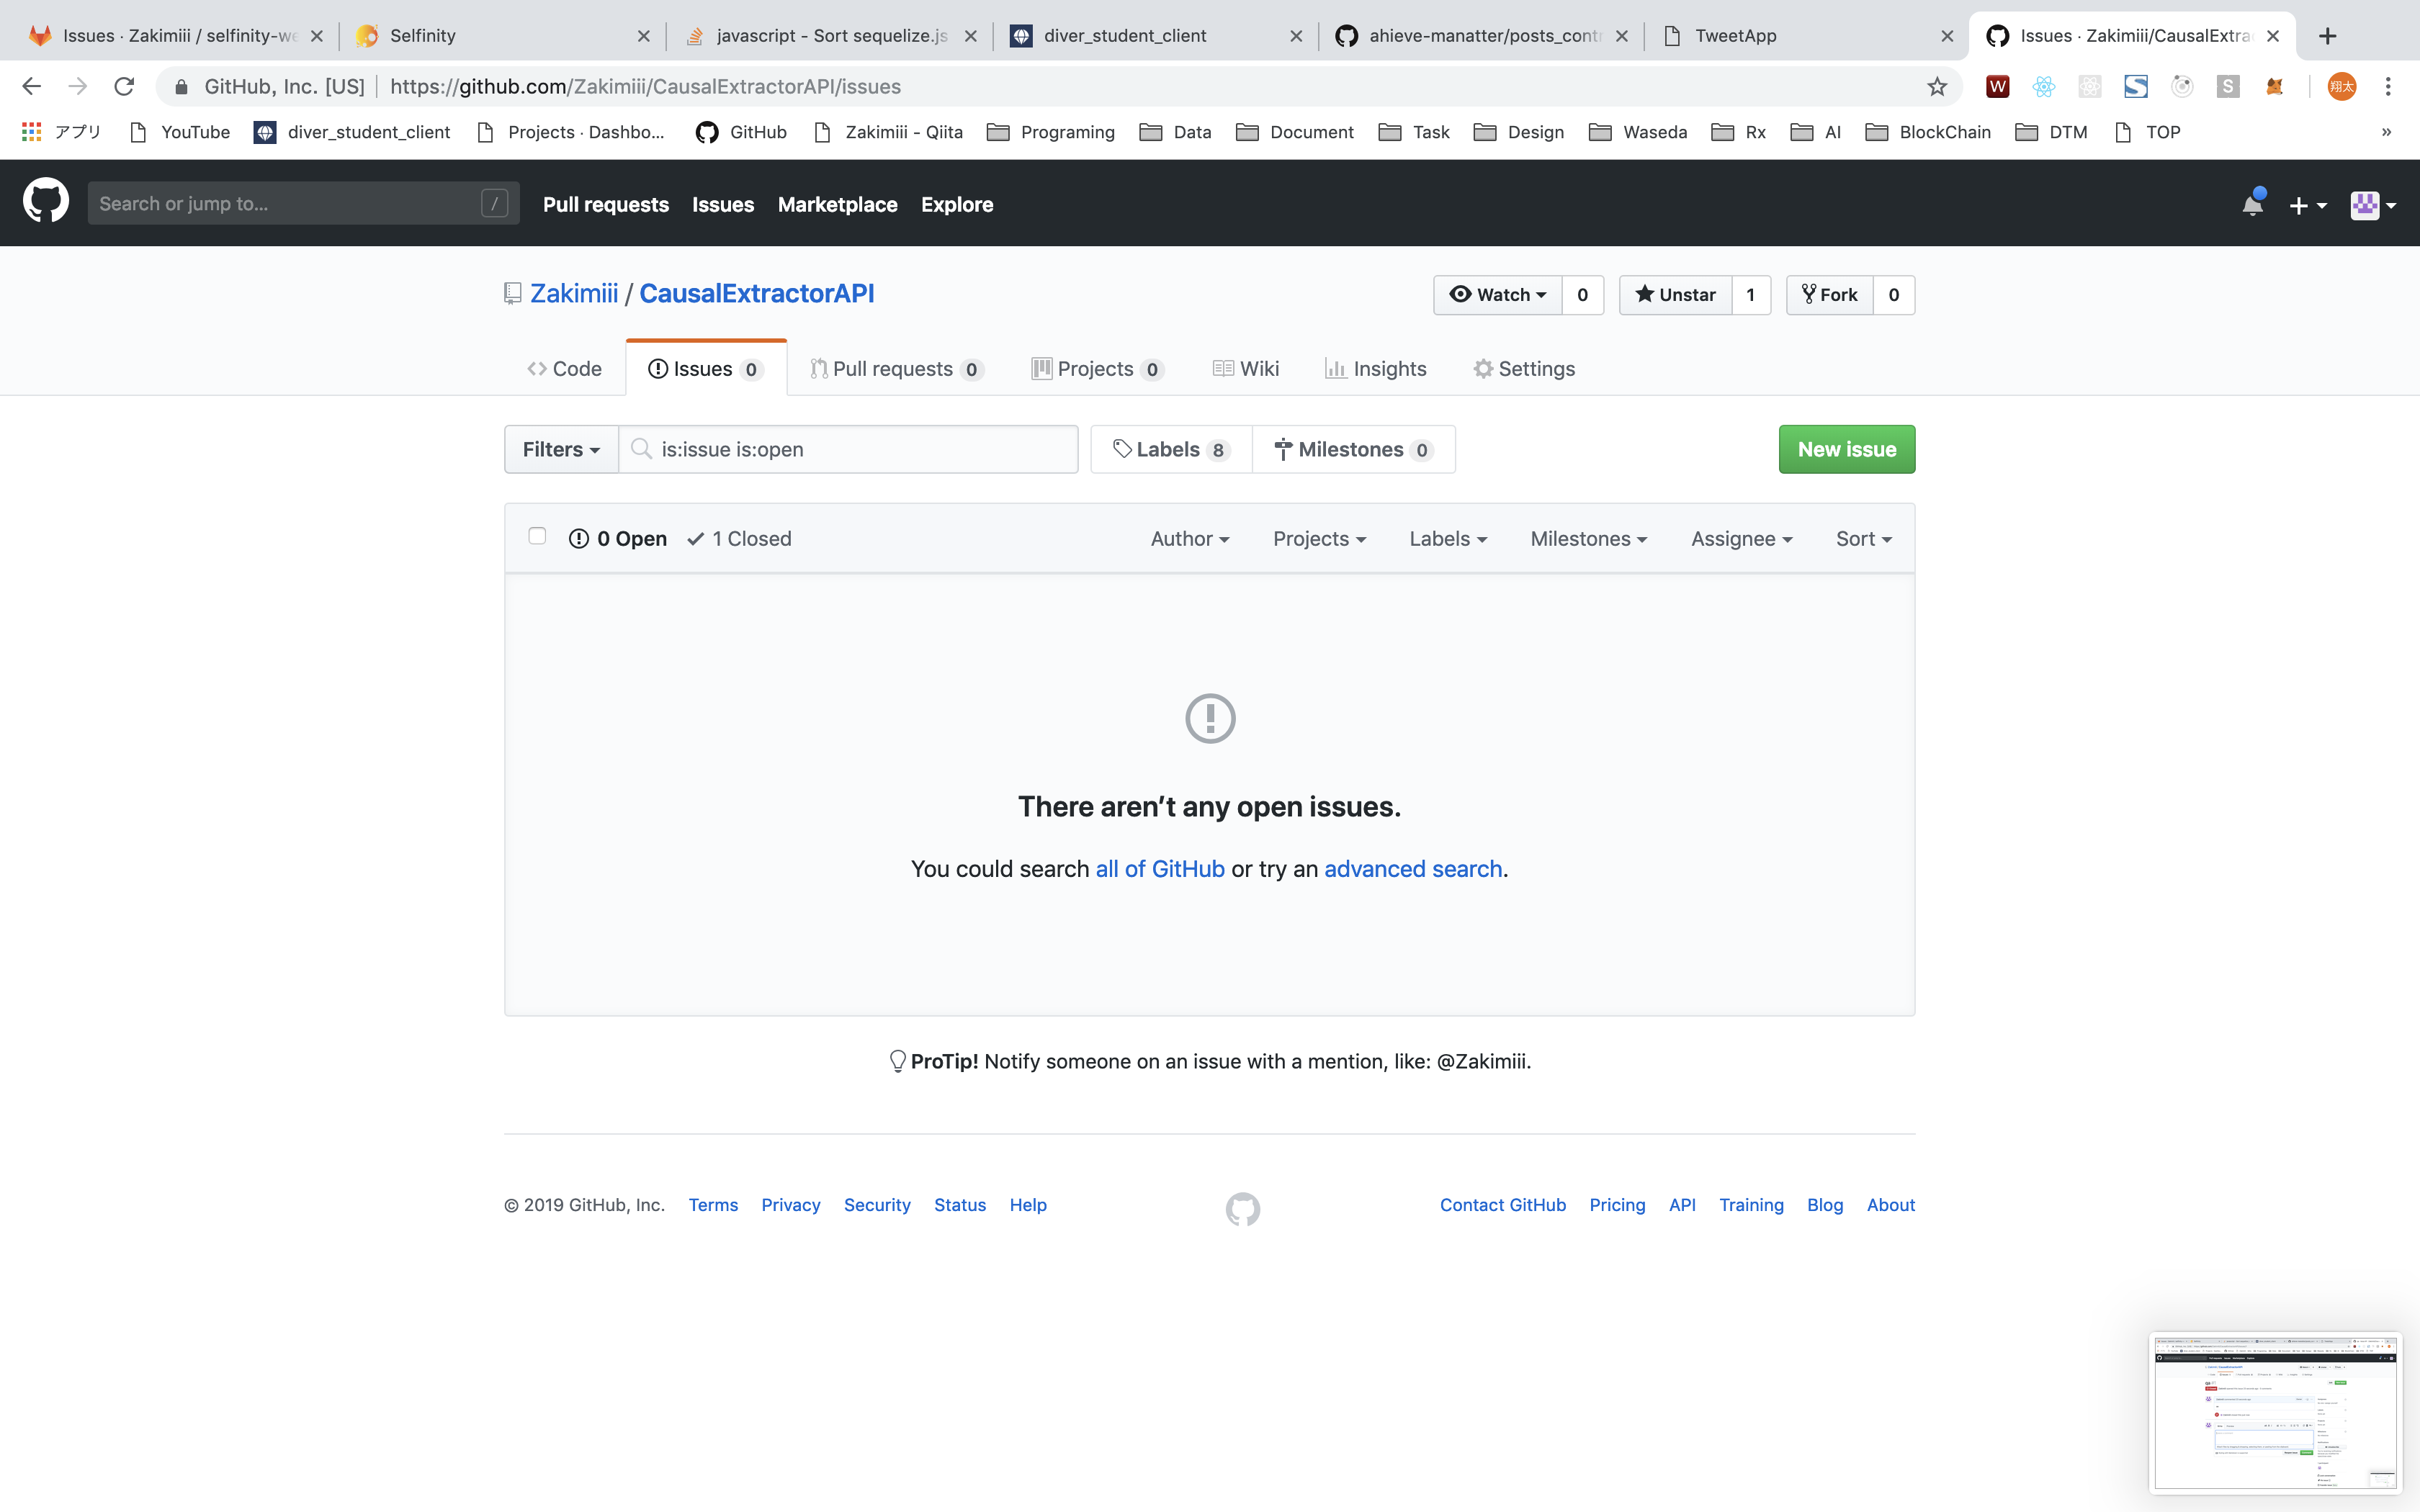 Issues · Zakimiii / selfinity-we
Selfinity
javascript - Sort sequelize.js
diver_student_client
ahieve-manatter/posts_contr
TweetApp
Issues · Zakimiii/CausalExtra
GitHub, Inc. [US] https://github.com/Zakimiii/CausalExtractorAPI/issues
W
S
S
翔太
アプリ YouTube diver_student_client Projects · Dashbo... GitHub Zakimiii - Qiita Programing Data Document Task Design Waseda Rx AI BlockChain DTM TOP »
Search or jump to... / Pull requests Issues Marketplace Explore
Zakimiii / CausalExtractorAPI
Watch 0 Unstar 1 Fork 0
Code Issues 0 Pull requests 0 Projects 0 Wiki Insights Settings
Filters is:issue is:open Labels 8 Milestones 0 New issue
0 Open 1 Closed Author Projects Labels Milestones Assignee Sort
There aren’t any open issues.
You could search all of GitHub or try an advanced search.
ProTip! Notify someone on an issue with a mention, like: @Zakimiii.
© 2019 GitHub, Inc. Terms Privacy Security Status Help Contact GitHub Pricing API Training Blog About